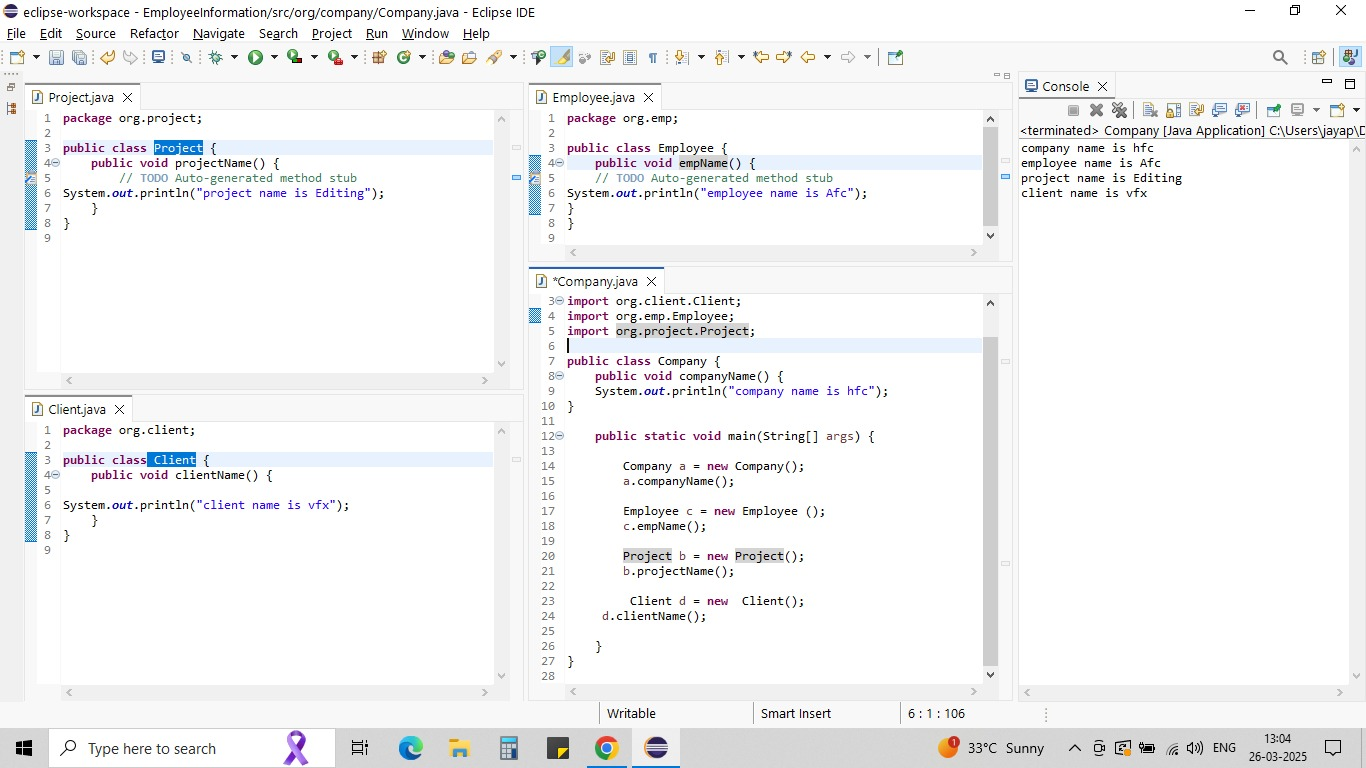 eclipse-workspace - EmployeeInformation/src/org/company/Company.java - Eclipse IDE
File Edit Source Refactor Navigate Search Project Run Window Help
Project.java
1 package org.project;
2
3 public class Project {
4 public void projectName() {
5 // TODO Auto-generated method stub
6 System.out.println("project name is Editing");
7 }
8 }
9
Client.java
1 package org.client;
2
3 public class Client {
4 public void clientName() {
5
6 System.out.println("client name is vfx");
7 }
8 }
9
Employee.java
1 package org.emp;
2
3 public class Employee {
4 public void empName() {
5 // TODO Auto-generated method stub
6 System.out.println("employee name is Afc");
7 }
8 }
9
*Company.java
3 import org.client.Client;
4 import org.emp.Employee;
5 import org.project.Project;
6
7 public class Company {
8 public void companyName() {
9 System.out.println("company name is hfc");
10 }
11
12 public static void main(String[] args) {
13
14 Company a = new Company();
15 a.companyName();
16
17 Employee c = new Employee ();
18 c.empName();
19
20 Project b = new Project();
21 b.projectName();
22
23 Client d = new  Client();
24 d.clientName();
25
26 }
27 }
28
Console
<terminated> Company [Java Application] C:\Users\jayap\D
company name is hfc
employee name is Afc
project name is Editing
client name is vfx
Writable Smart Insert 6 : 1 : 106
Type here to search
1 33°C Sunny ENG 13:04
26-03-2025